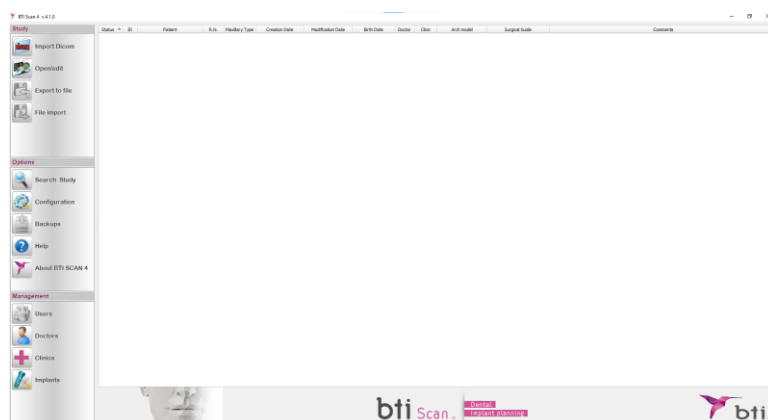 BTI Scan 4 v.4.1.0
Study
Status ID Patient R.N. Maxillary Type Creation Date Modification Date Birth Date Doctor Clinic Arch model Surgical Guide Comments
Import Dicom
Open/edit
Export to file
File import
Options
Search Study
Configuration
Backups
Help
About BTI SCAN 4
Management
Users
Doctors
Clinics
Implants
bti Scan
Dental
Implant planning
bti